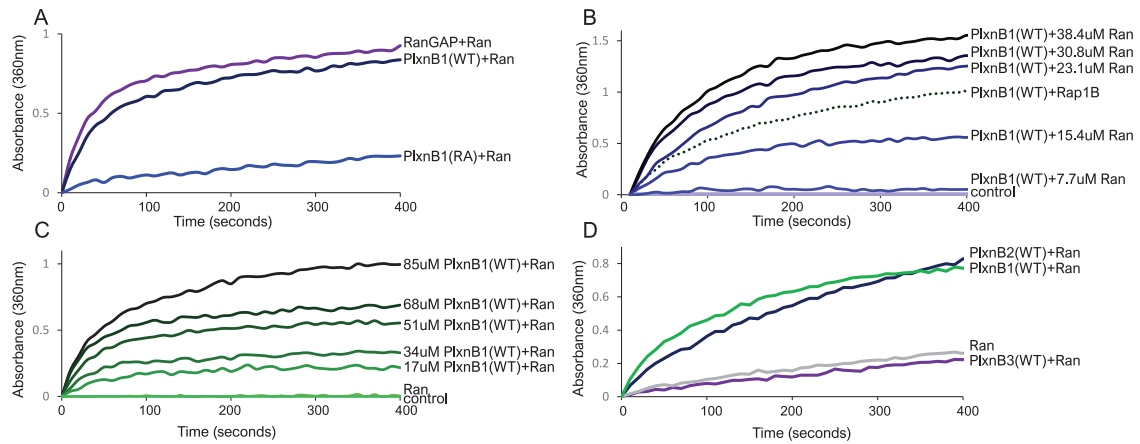 A
Absorbance (360nm)
1
0.5
0
0
100
200
300
400
Time (seconds)
RanGAP+Ran
PlxnB1(WT)+Ran
PlxnB1(RA)+Ran
B
Absorbance (360nm)
1.5
1
0.5
0
0
100
200
300
400
Time (seconds)
PlxnB1(WT)+38.4uM Ran
PlxnB1(WT)+30.8uM Ran
PlxnB1(WT)+23.1uM Ran
PlxnB1(WT)+Rap1B
PlxnB1(WT)+15.4uM Ran
PlxnB1(WT)+7.7uM Ran
control
C
Absorbance (360nm)
1
0.5
0
0
100
200
300
400
Time (seconds)
85uM PlxnB1(WT)+Ran
68uM PlxnB1(WT)+Ran
51uM PlxnB1(WT)+Ran
34uM PlxnB1(WT)+Ran
17uM PlxnB1(WT)+Ran
Ran
control
D
Absorbance (360nm)
0.8
0.6
0.4
0.2
0
0
100
200
300
400
Time (seconds)
PlxnB2(WT)+Ran
PlxnB1(WT)+Ran
Ran
PlxnB3(WT)+Ran